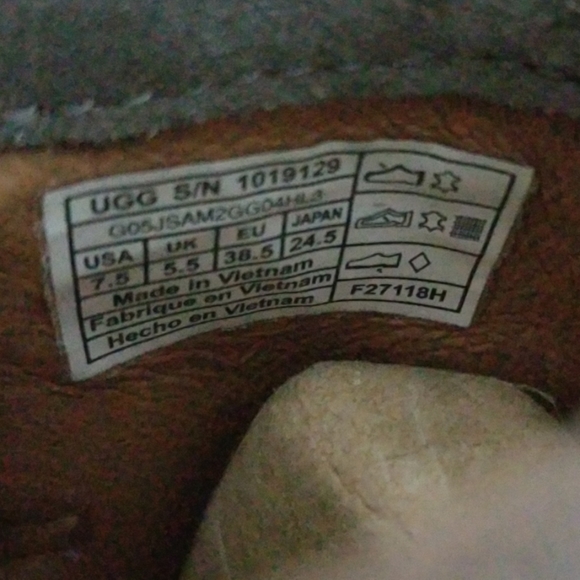 UGG S/N 1019129
G05JSAM2GG04HL3
USA UK EU JAPAN
7.5 5.5 38.5 24.5
Made in Vietnam
Fabrique en Vietnam
Hecho en Vietnam
F27118H